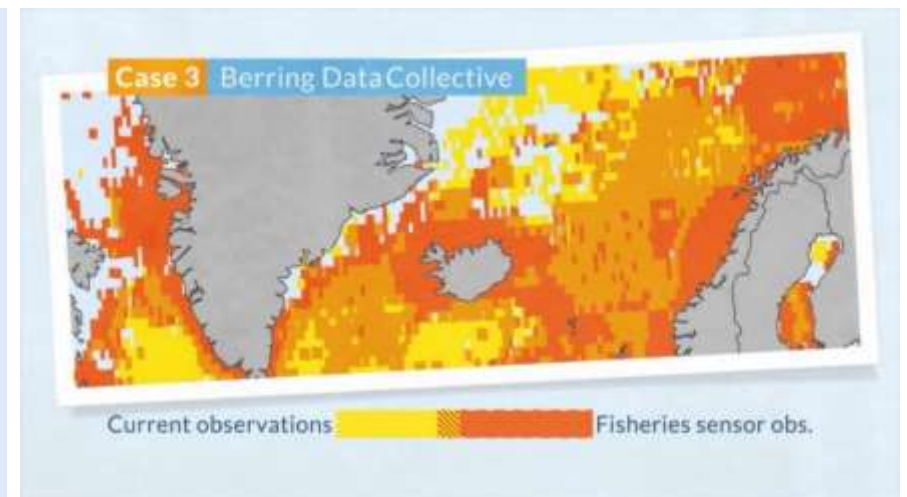 Case 3 Berring Data Collective
Current observations Fisheries sensor obs.